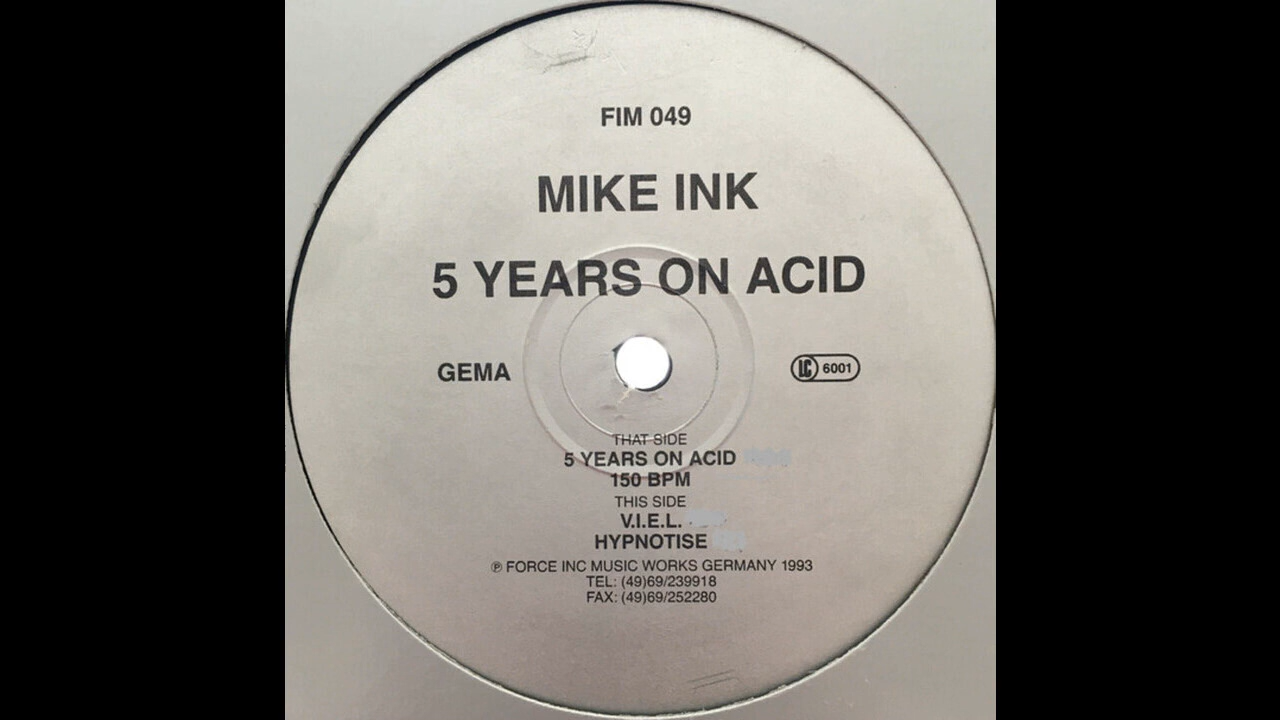 FIM 049
MIKE INK
5 YEARS ON ACID
GEMA
LC 6001
THAT SIDE
5 YEARS ON ACID
150 BPM
THIS SIDE
V.I.E.L.
HYPNOTISE
℗ FORCE INC MUSIC WORKS GERMANY 1993
TEL: (49)69/239918
FAX: (49)69/252280